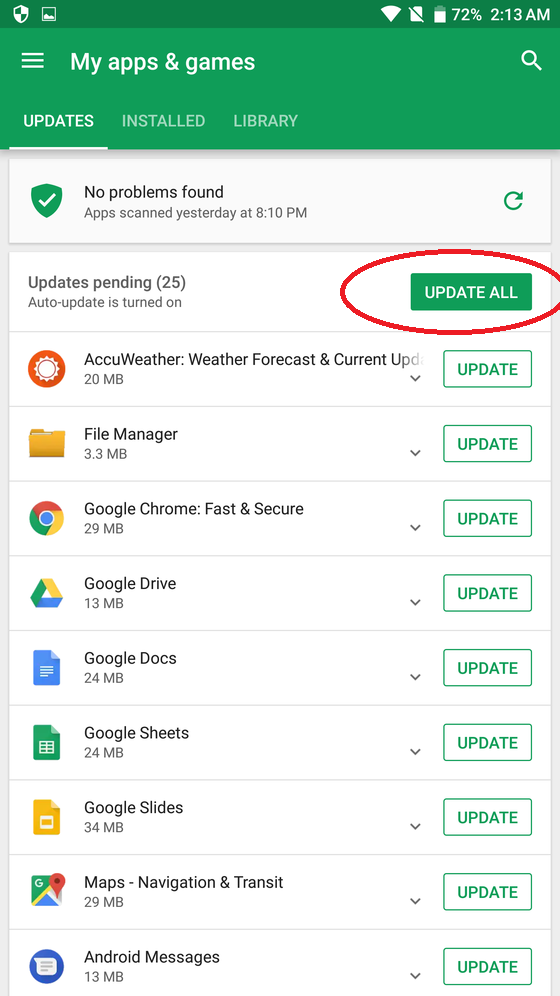 72% 2:13 AM
My apps & games
UPDATES INSTALLED LIBRARY
No problems found
Apps scanned yesterday at 8:10 PM
Updates pending (25)
Auto-update is turned on
UPDATE ALL
AccuWeather: Weather Forecast & Current Upda
20 MB
UPDATE
File Manager
3.3 MB
UPDATE
Google Chrome: Fast & Secure
29 MB
UPDATE
Google Drive
13 MB
UPDATE
Google Docs
24 MB
UPDATE
Google Sheets
24 MB
UPDATE
Google Slides
34 MB
UPDATE
Maps - Navigation & Transit
29 MB
UPDATE
Android Messages
13 MB
UPDATE